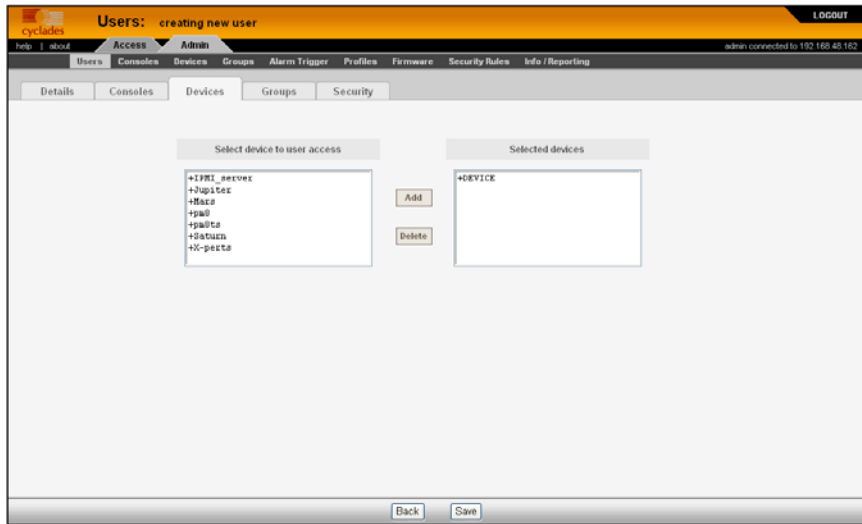 LOGOUT
Users: creating new user
cyclades
help | about Access Admin admin connected to 192.168.48.162
Users Consoles Devices Groups Alarm Trigger Profiles Firmware Security Rules Info / Reporting
Details Consoles Devices Groups Security
Select device to user access Selected devices
+IPMI_server +DEVICE
+Jupiter
+Mars
+pm8
+pm8ts
+Saturn
+X-perts
Add
Delete
Back Save